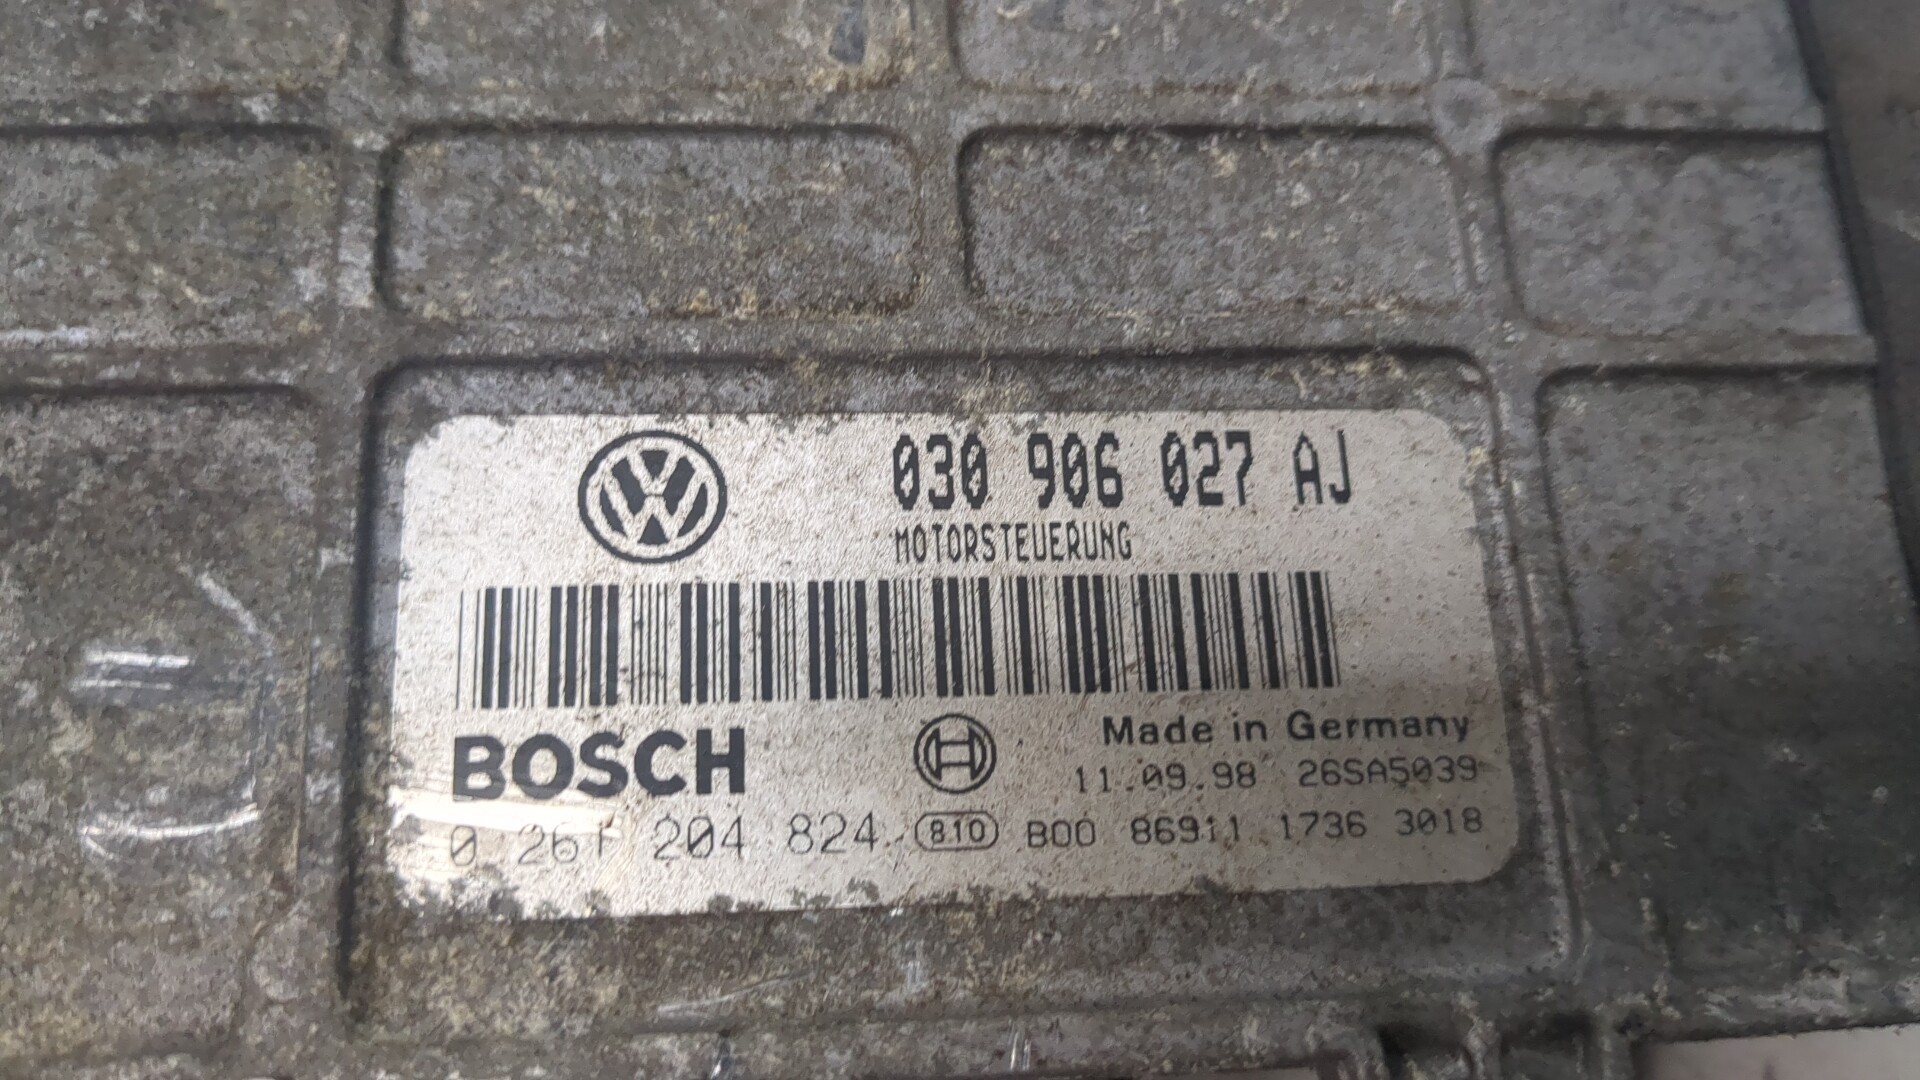 030 906 027 AJ
MOTORSTEUERUNG
BOSCH
Made in Germany
11.09.98 26SA5039
0 261 204 824 810 B00 86911 1736 3018